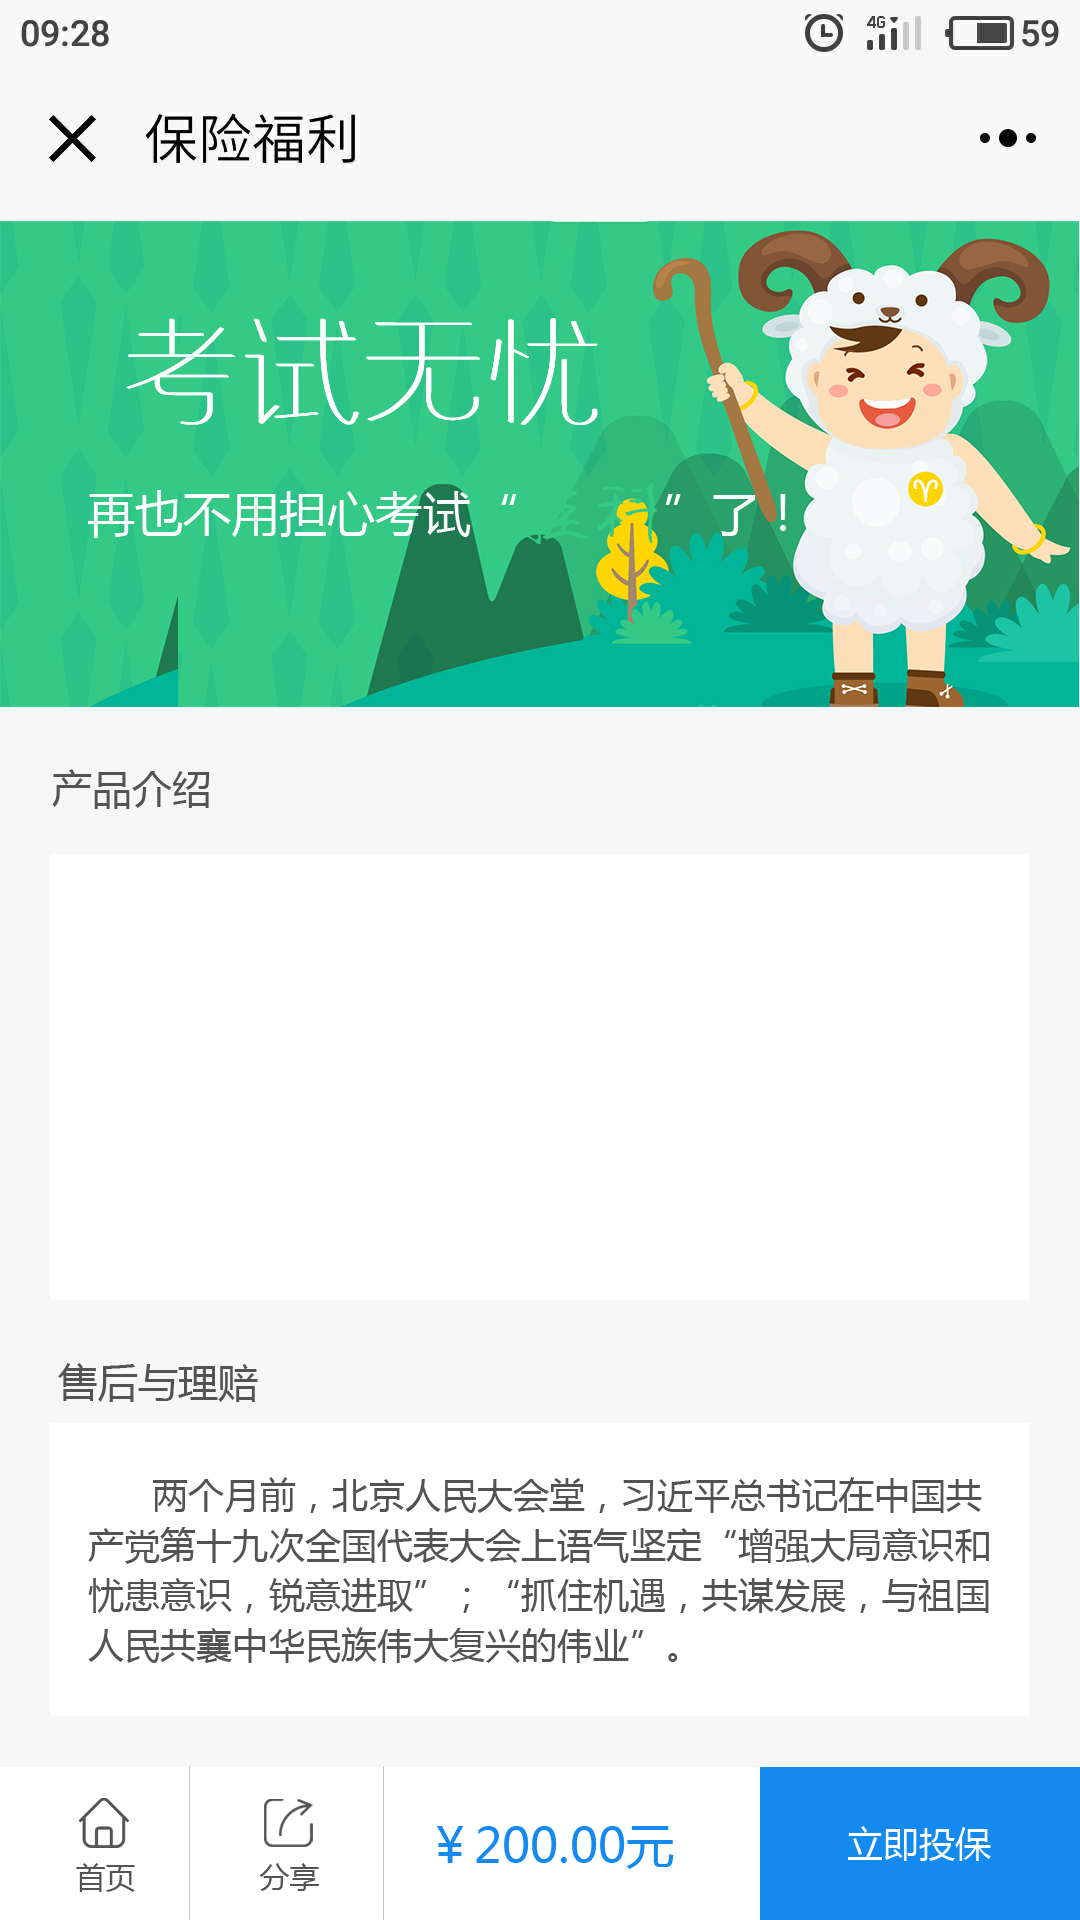 09:28
4G
59
保险福利
考试无忧
再也不用担心考试“挂科”了！
产品介绍
售后与理赔
两个月前，北京人民大会堂，习近平总书记在中国共
产党第十九次全国代表大会上语气坚定“增强大局意识和
忧患意识，锐意进取”；“抓住机遇，共谋发展，与祖国
人民共襄中华民族伟大复兴的伟业”。
首页
分享
¥ 200.00元
立即投保